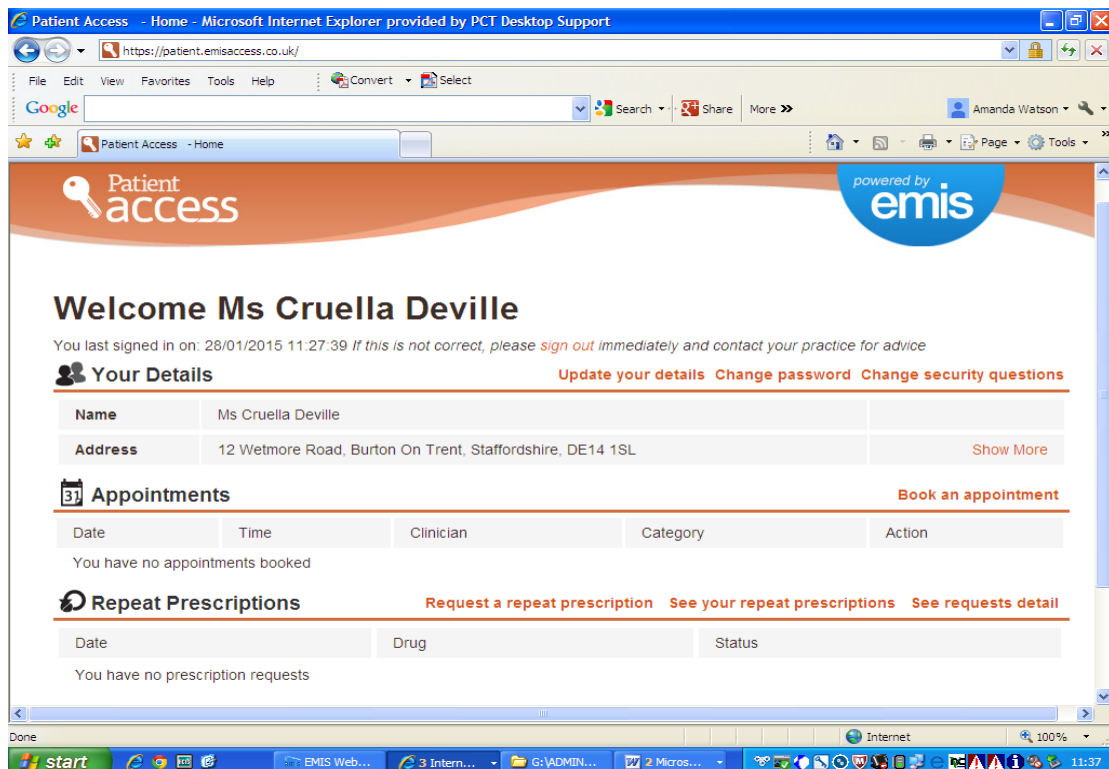 Patient Access - Home - Microsoft Internet Explorer provided by PCT Desktop Support
https://patient.emisaccess.co.uk/
File Edit View Favorites Tools Help Convert Select
Google Search Share More Amanda Watson
Patient Access - Home Page Tools
Patient
access
powered by
emis
Welcome Ms Cruella Deville
You last signed in on: 28/01/2015 11:27:39 If this is not correct, please sign out immediately and contact your practice for advice
Your Details Update your details Change password Change security questions
Name Ms Cruella Deville
Address 12 Wetmore Road, Burton On Trent, Staffordshire, DE14 1SL Show More
31 Appointments Book an appointment
Date Time Clinician Category Action
You have no appointments booked
Repeat Prescriptions Request a repeat prescription See your repeat prescriptions See requests detail
Date Drug Status
You have no prescription requests
Done Internet 100%
start EMIS Web... 3 Intern... G:\ADMIN... 2 Micros... 11:37